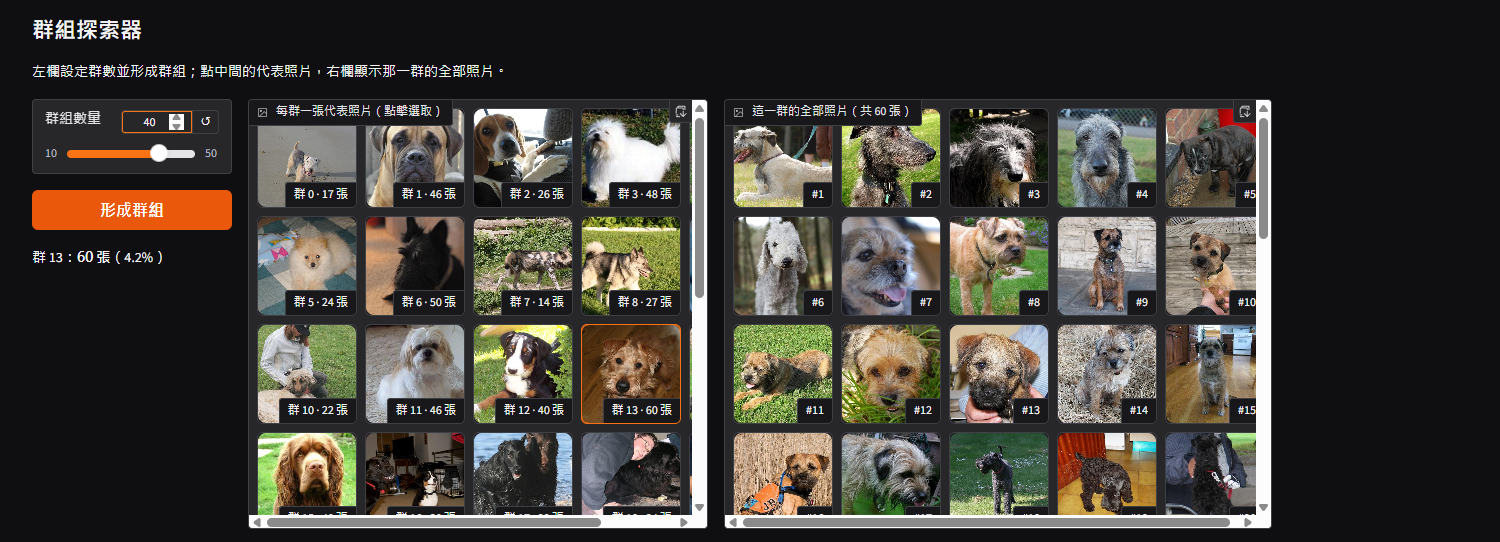 群組探索器
左欄設定群數並形成群組；點中間的代表照片，右欄顯示那一群的全部照片。
群組數量 40 ↺
10 50
形成群組
群 13：60 張（4.2%）
每群一張代表照片（點擊選取）
群 0 · 17 張
群 1 · 46 張
群 2 · 26 張
群 3 · 48 張
群 5 · 24 張
群 6 · 50 張
群 7 · 14 張
群 8 · 27 張
群 10 · 22 張
群 11 · 46 張
群 12 · 40 張
群 13 · 60 張
這一群的全部照片（共 60 張）
#1
#2
#3
#4
#5
#6
#7
#8
#9
#10
#11
#12
#13
#14
#15